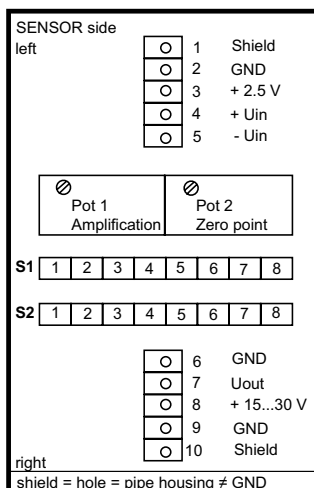 SENSOR side
left
1 Shield
2 GND
3 + 2.5 V
4 + Uin
5 - Uin
Pot 1 Pot 2
Amplification Zero point
S1 1 2 3 4 5 6 7 8
S2 1 2 3 4 5 6 7 8
6 GND
7 Uout
8 + 15...30 V
9 GND
10 Shield
right
shield = hole = pipe housing ≠ GND